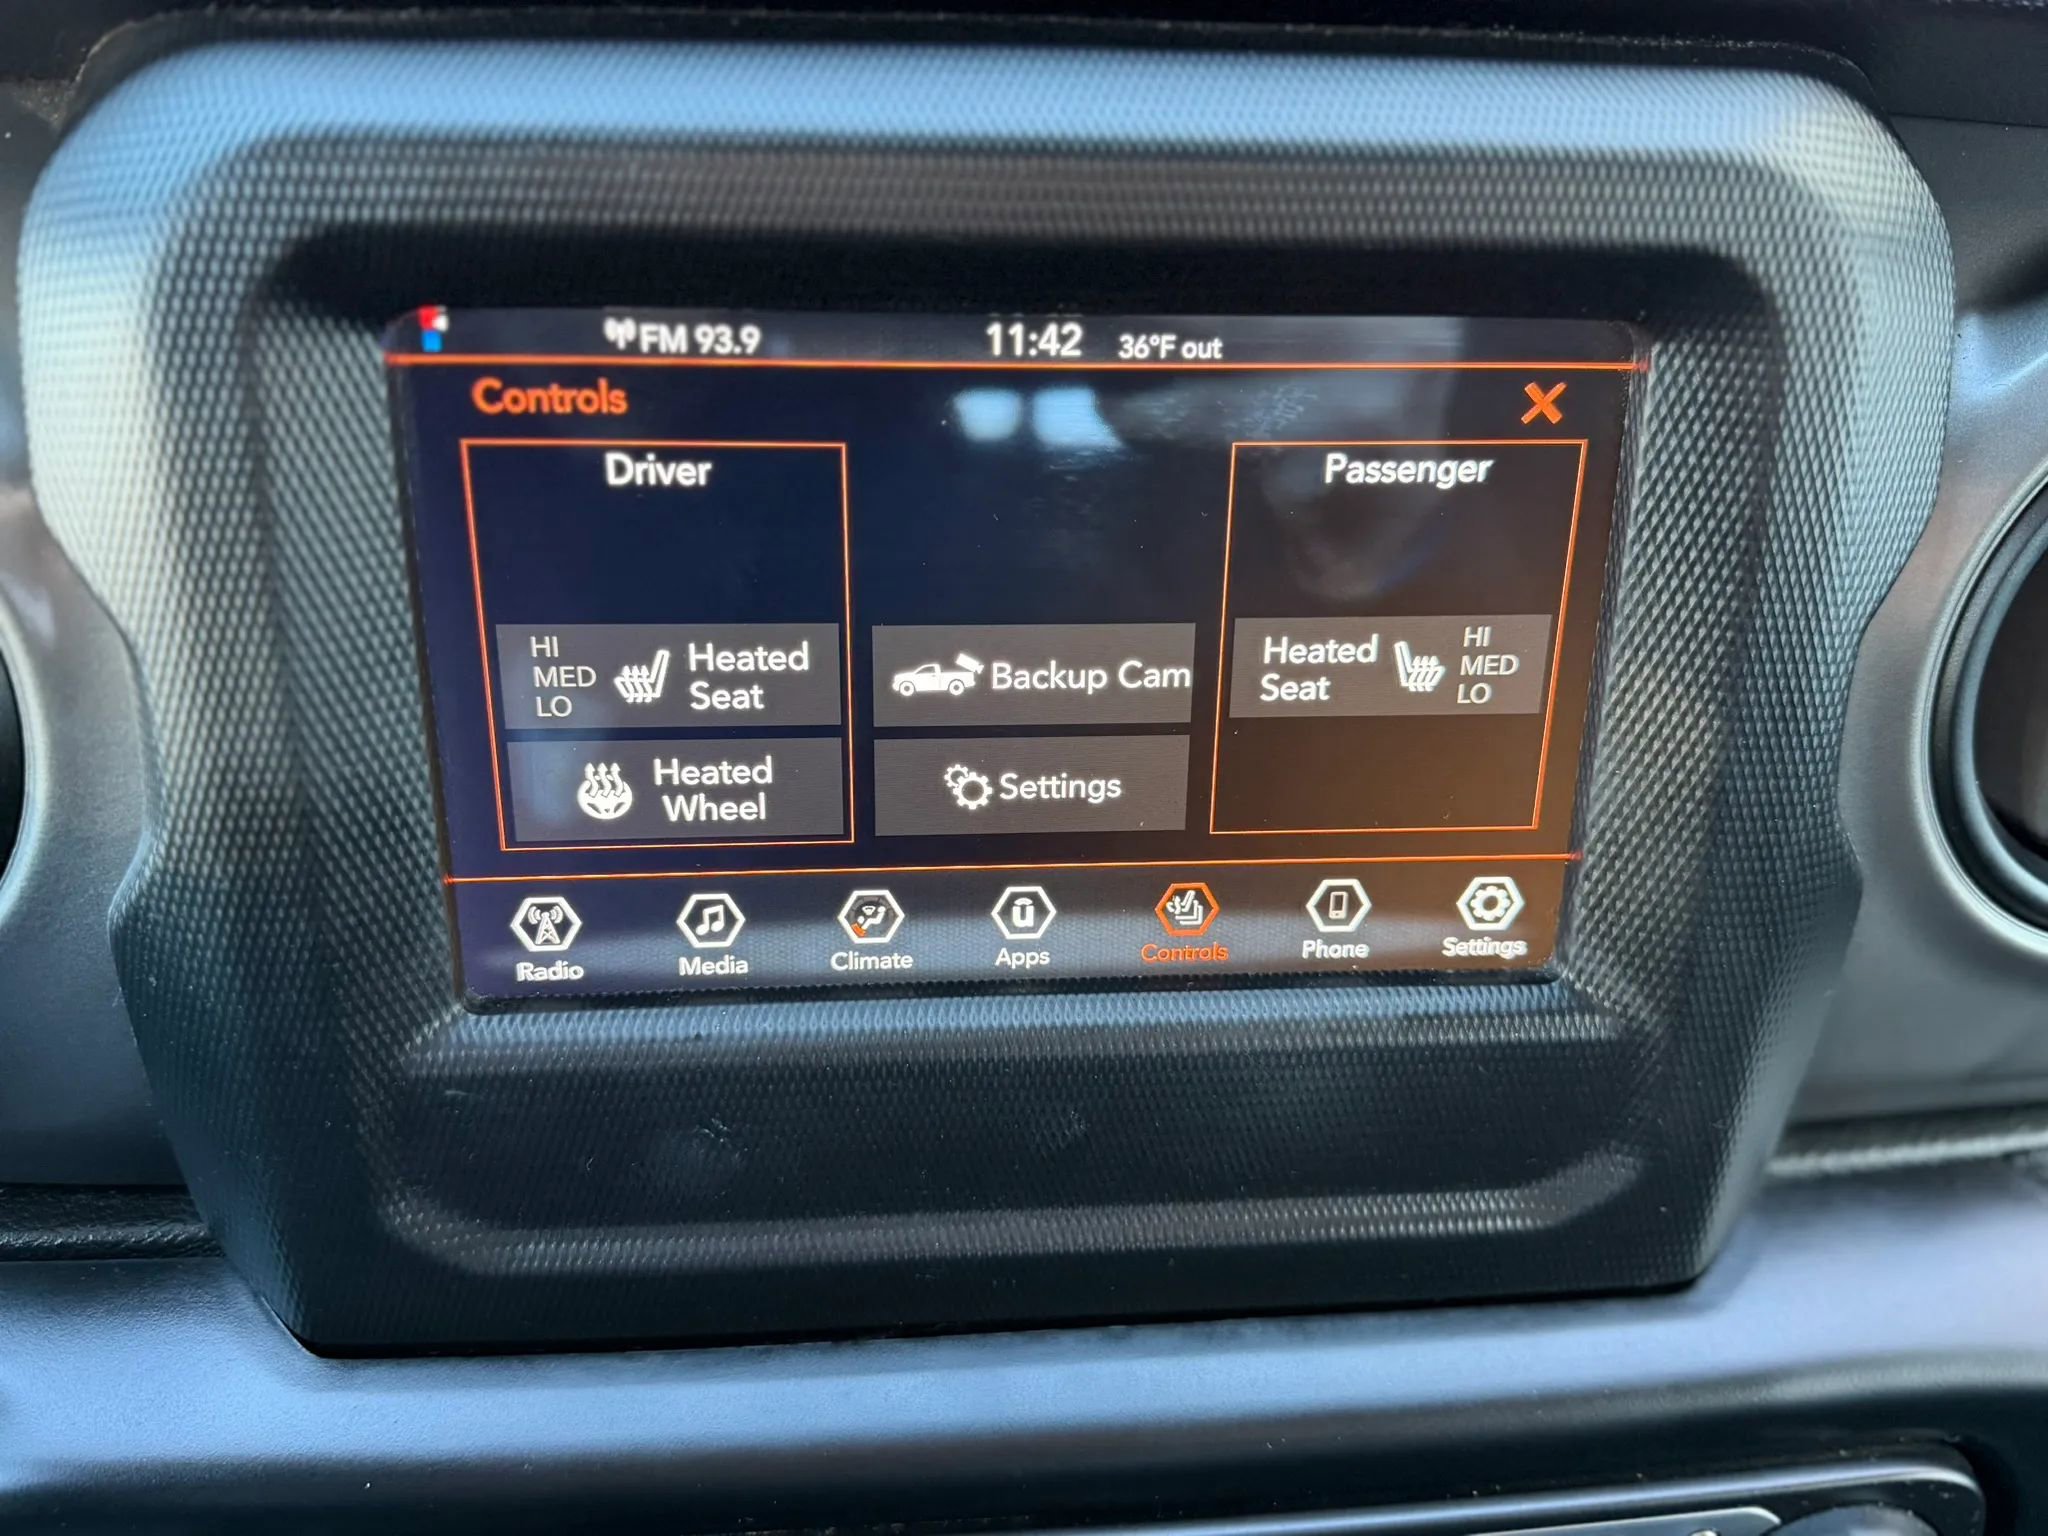 FM 93.9 11:42 36°F out
Controls X
Driver
Passenger
HI
MED
LO
Heated
Seat
Backup Cam
Heated
Seat
HI
MED
LO
Heated
Wheel
Settings
Radio
Media
Climate
Apps
Controls
Phone
Settings